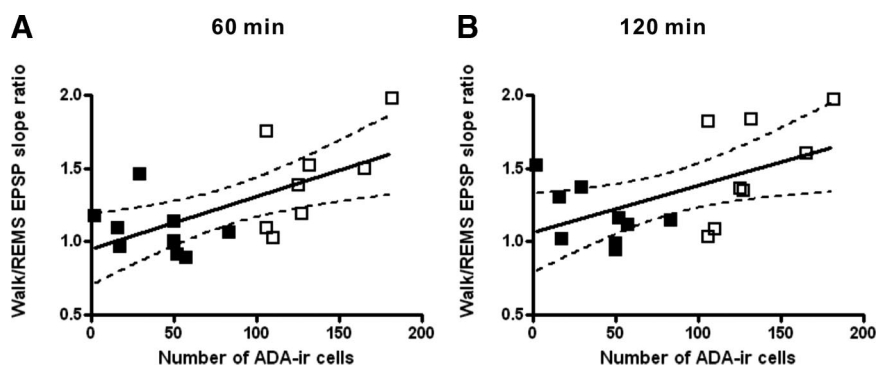 A
60 min
Walk/REMS EPSP slope ratio
2.0
1.5
1.0
0.5
0
50
100
150
200
Number of ADA-ir cells
B
120 min
Walk/REMS EPSP slope ratio
2.0
1.5
1.0
0.5
0
50
100
150
200
Number of ADA-ir cells